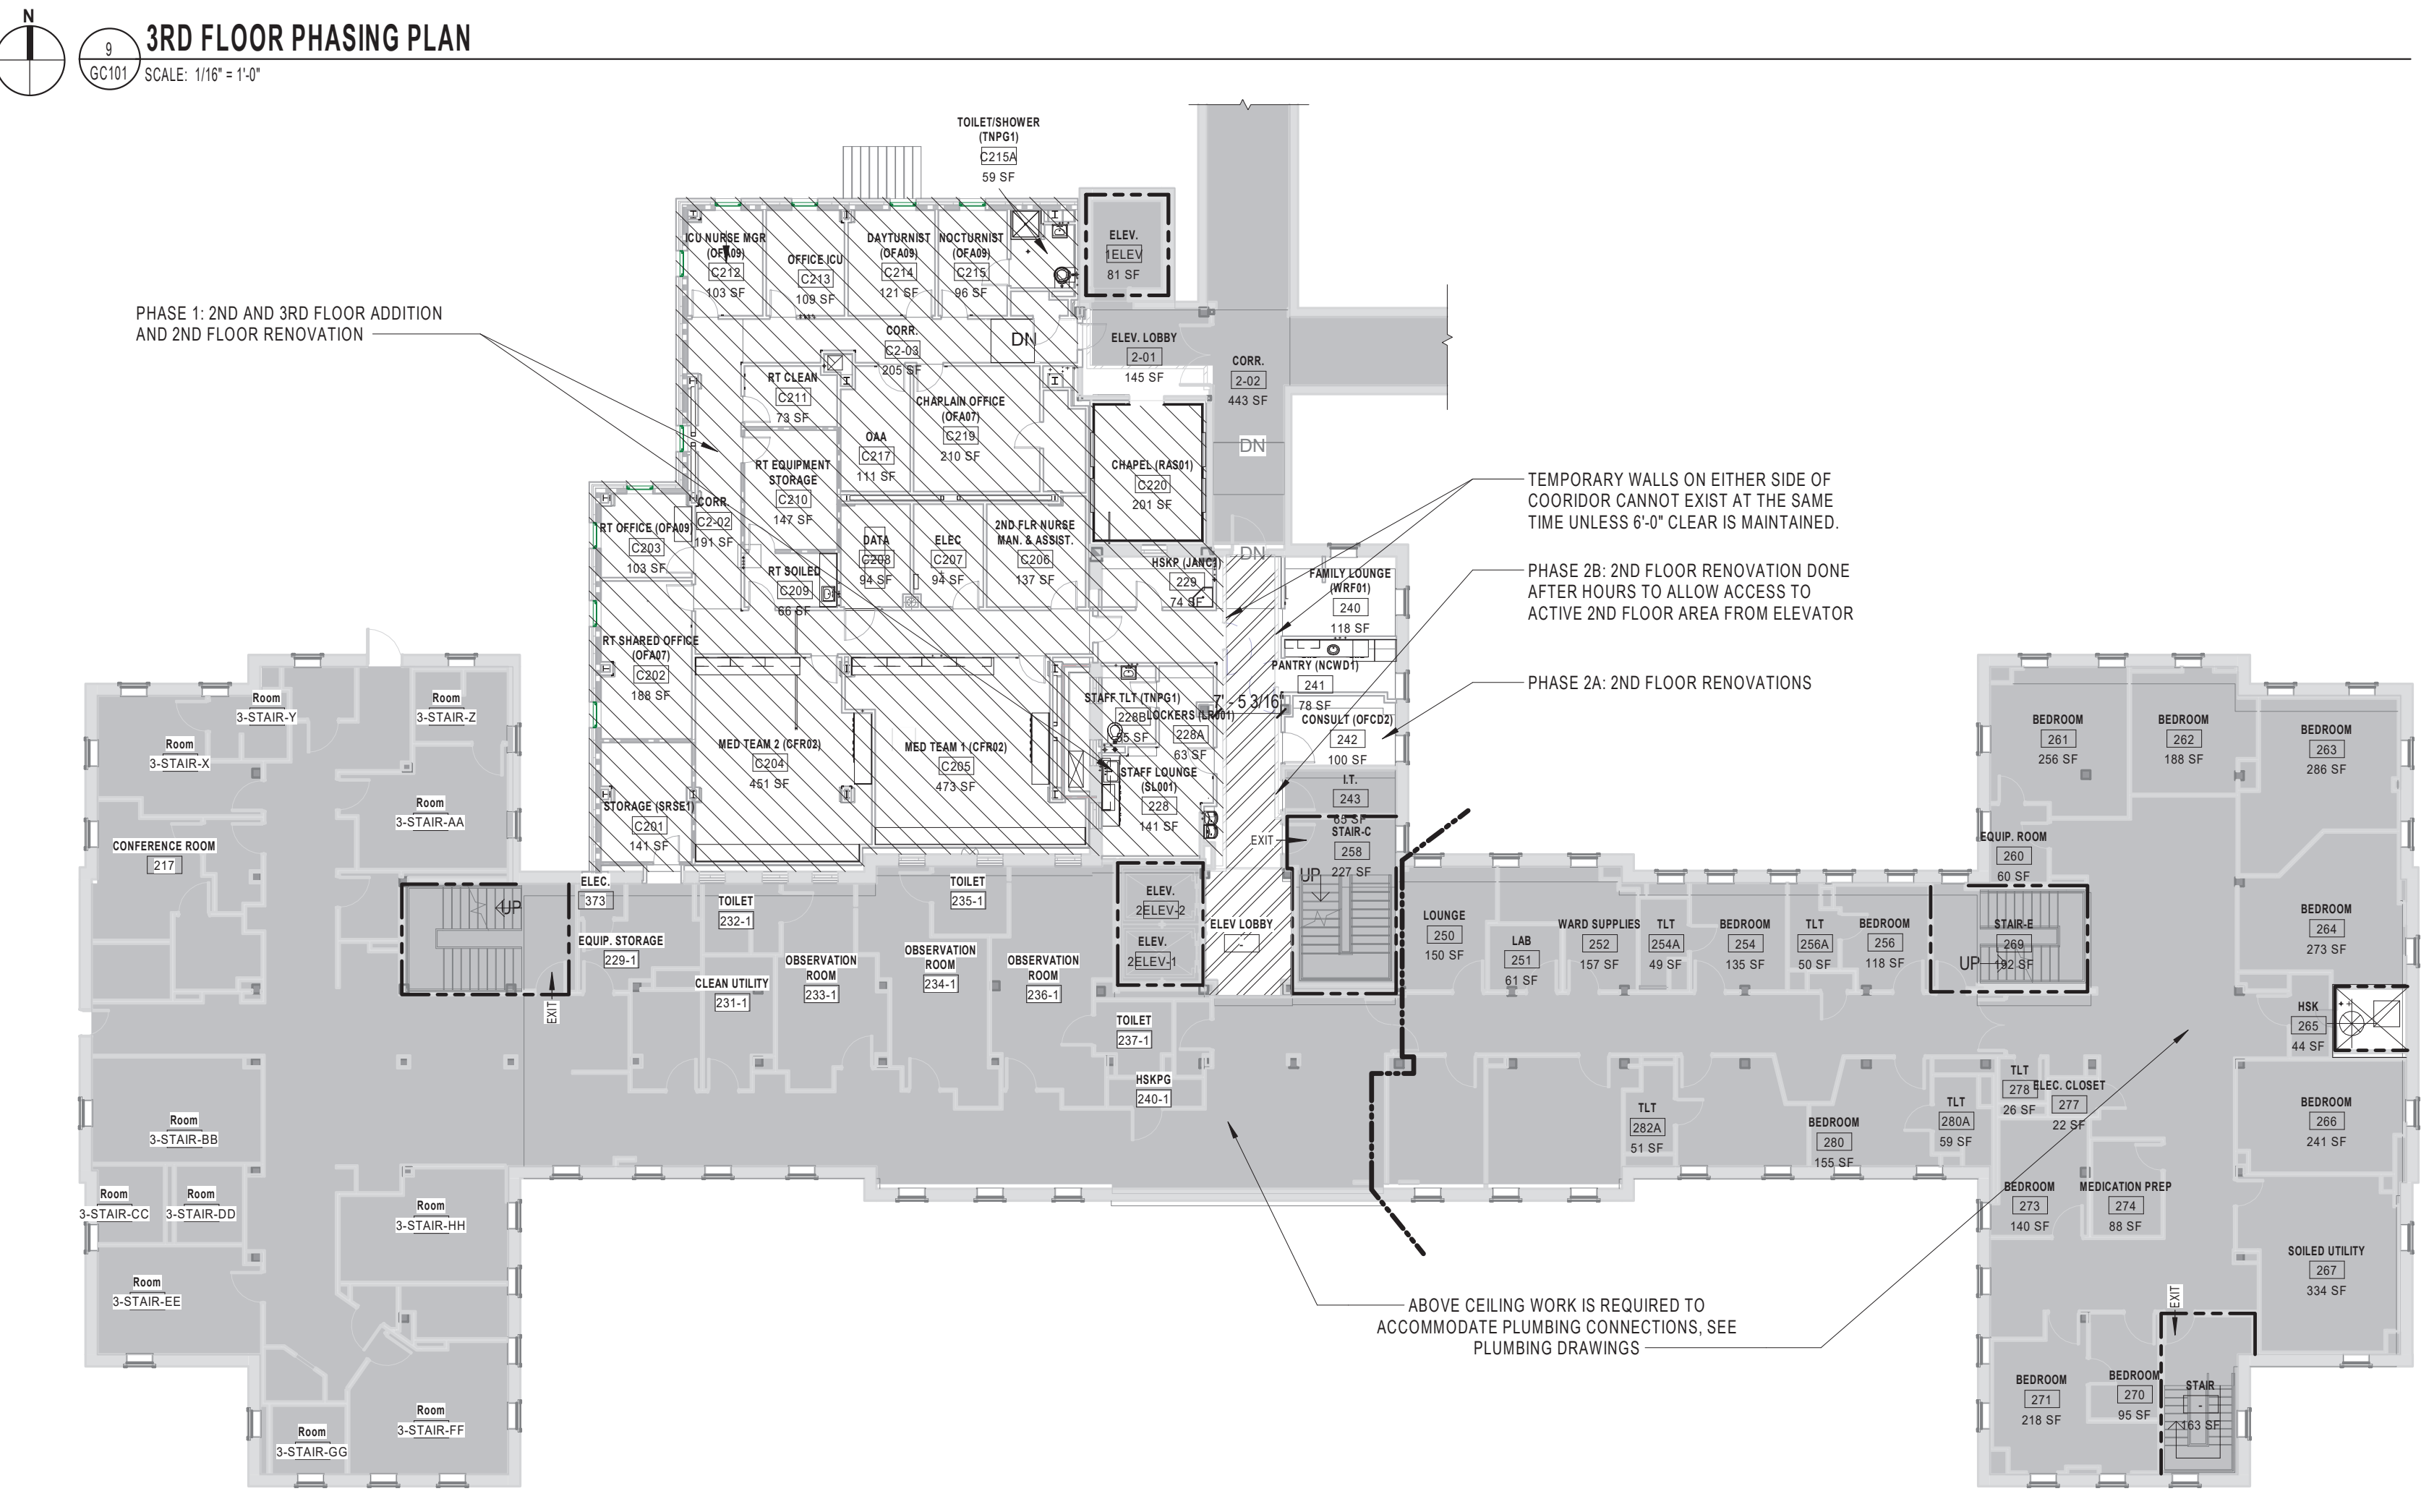 N
9
GC101
3RD FLOOR PHASING PLAN
SCALE: 1/16" = 1'-0"
TOILET/SHOWER
(TNPG1)
C215A
59 SF
ICU NURSE MGR
(OFA09)
C212
103 SF
OFFICE ICU
C213
109 SF
DAYTURNIST
(OFA09)
C214
121 SF
NOCTURNIST
(OFA09)
C215
96 SF
ELEV.
1ELEV
81 SF
PHASE 1: 2ND AND 3RD FLOOR ADDITION
AND 2ND FLOOR RENOVATION
CORR.
C2-03
205 SF
DN
ELEV. LOBBY
2-01
145 SF
CORR.
2-02
443 SF
DN
RT CLEAN
C211
73 SF
CHAPLAIN OFFICE
(OFA07)
C219
210 SF
OAA
C217
111 SF
RT EQUIPMENT
STORAGE
C210
147 SF
CHAPEL (RAS01)
C220
201 SF
TEMPORARY WALLS ON EITHER SIDE OF
COORIDOR CANNOT EXIST AT THE SAME
TIME UNLESS 6'-0" CLEAR IS MAINTAINED.
CORR.
C2-02
191 SF
RT OFFICE (OFA09)
C203
103 SF
DATA
C208
94 SF
ELEC
C207
94 SF
2ND FLR NURSE
MAN. & ASSIST.
C206
137 SF
DN
HSKP (JANC1)
229
74 SF
RT SOILED
C209
66 SF
FAMILY LOUNGE
(WRF01)
240
118 SF
PHASE 2B: 2ND FLOOR RENOVATION DONE
AFTER HOURS TO ALLOW ACCESS TO
ACTIVE 2ND FLOOR AREA FROM ELEVATOR
RT SHARED OFFICE
(OFA07)
C202
188 SF
PANTRY (NCWD1)
241
78 SF
PHASE 2A: 2ND FLOOR RENOVATIONS
STAFF TLT (TNPG1)
228B
LOCKERS (LR001)
228A
63 SF
7' - 5 3/16"
CONSULT (OFCD2)
242
100 SF
MED TEAM 2 (CFR02)
C204
451 SF
MED TEAM 1 (CFR02)
C205
473 SF
STAFF LOUNGE
(SL001)
228
141 SF
I.T.
243
65 SF
STORAGE (SRSE1)
C201
141 SF
EXIT
STAIR-C
258
227 SF
UP
Room
3-STAIR-Y
Room
3-STAIR-Z
Room
3-STAIR-X
Room
3-STAIR-AA
CONFERENCE ROOM
217
UP
EXIT
ELEC.
373
EQUIP. STORAGE
229-1
TOILET
232-1
CLEAN UTILITY
231-1
OBSERVATION
ROOM
233-1
TOILET
235-1
OBSERVATION
ROOM
234-1
OBSERVATION
ROOM
236-1
ELEV.
2ELEV-2
ELEV.
2ELEV-1
ELEV LOBBY
-
TOILET
237-1
HSKPG
240-1
BEDROOM
261
256 SF
BEDROOM
262
188 SF
BEDROOM
263
286 SF
EQUIP. ROOM
260
60 SF
LOUNGE
250
150 SF
LAB
251
61 SF
WARD SUPPLIES
252
157 SF
TLT
254A
49 SF
BEDROOM
254
135 SF
TLT
256A
50 SF
BEDROOM
256
118 SF
STAIR-E
269
192 SF
UP
BEDROOM
264
273 SF
HSK
265
44 SF
TLT
282A
51 SF
BEDROOM
280
155 SF
TLT
280A
59 SF
TLT
278
26 SF
ELEC. CLOSET
277
22 SF
BEDROOM
266
241 SF
BEDROOM
273
140 SF
MEDICATION PREP
274
88 SF
SOILED UTILITY
267
334 SF
EXIT
BEDROOM
271
218 SF
BEDROOM
270
95 SF
STAIR
-
163 SF
Room
3-STAIR-BB
Room
3-STAIR-CC
Room
3-STAIR-DD
Room
3-STAIR-HH
Room
3-STAIR-EE
Room
3-STAIR-FF
Room
3-STAIR-GG
ABOVE CEILING WORK IS REQUIRED TO
ACCOMMODATE PLUMBING CONNECTIONS, SEE
PLUMBING DRAWINGS